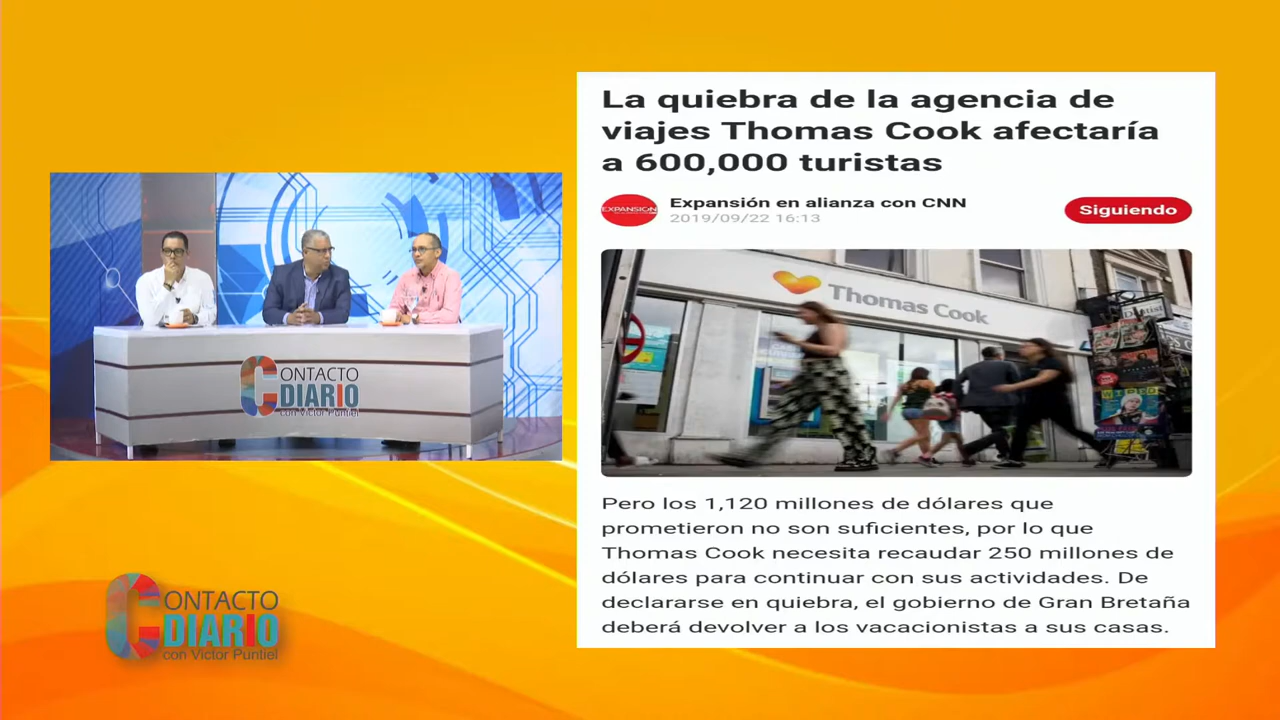 La quiebra de la agencia de
viajes Thomas Cook afectaría
a 600,000 turistas
EXPANSIÓN
Expansión en alianza con CNN
2019/09/22 16:13
Siguiendo
Thomas Cook
WIRED
Pero los 1,120 millones de dólares que
prometieron no son suficientes, por lo que
Thomas Cook necesita recaudar 250 millones de
dólares para continuar con sus actividades. De
declararse en quiebra, el gobierno de Gran Bretaña
deberá devolver a los vacacionistas a sus casas.
CONTACTO
DIARIO
con Víctor Puntiel
CONTACTO
DIARIO
con Víctor Puntiel